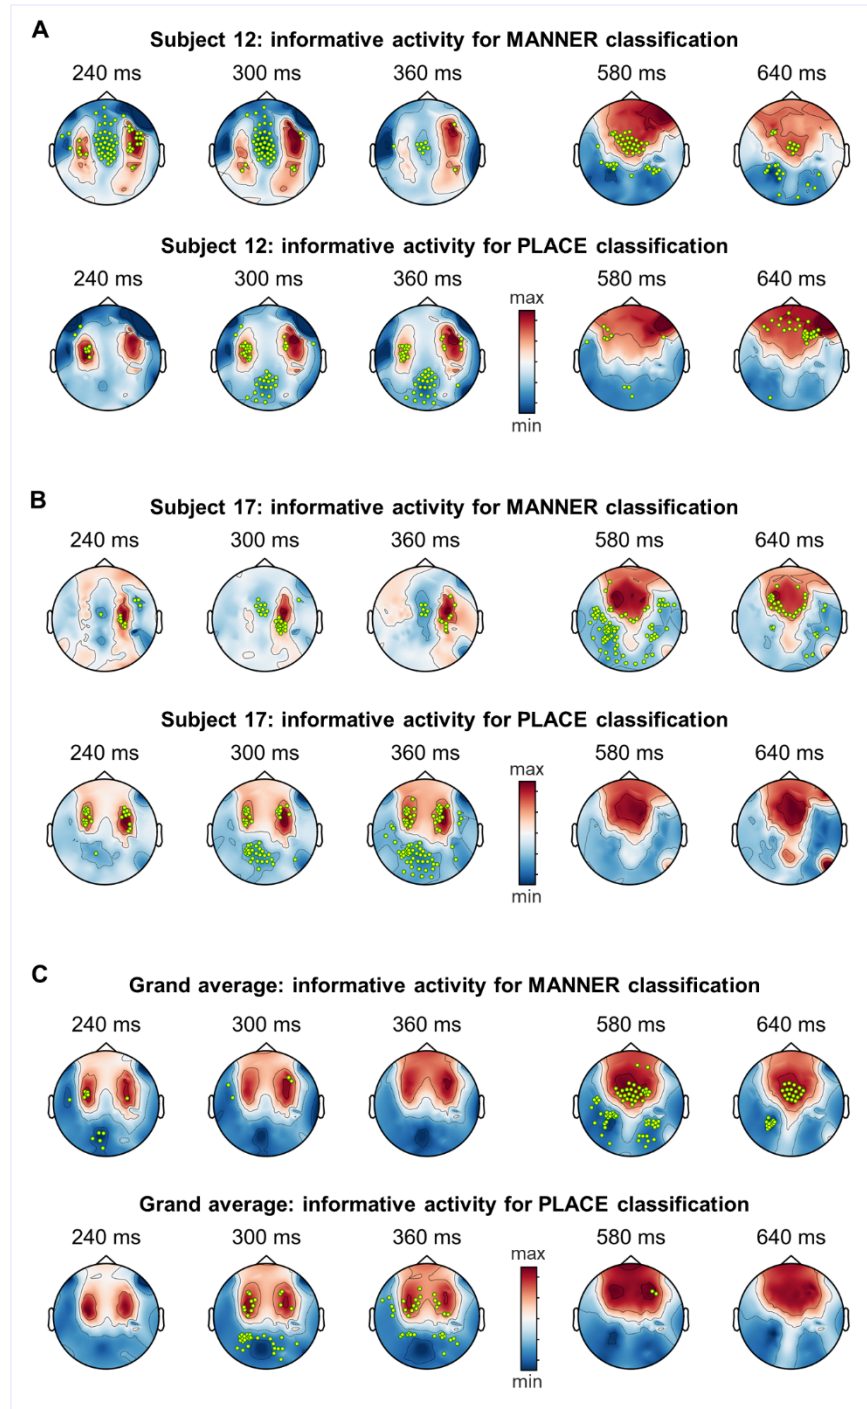 A
Subject 12: informative activity for MANNER classification
240 ms 300 ms 360 ms 580 ms 640 ms
Subject 12: informative activity for PLACE classification
240 ms 300 ms 360 ms 580 ms 640 ms
max
min
B
Subject 17: informative activity for MANNER classification
240 ms 300 ms 360 ms 580 ms 640 ms
Subject 17: informative activity for PLACE classification
240 ms 300 ms 360 ms 580 ms 640 ms
max
min
C
Grand average: informative activity for MANNER classification
240 ms 300 ms 360 ms 580 ms 640 ms
Grand average: informative activity for PLACE classification
240 ms 300 ms 360 ms 580 ms 640 ms
max
min